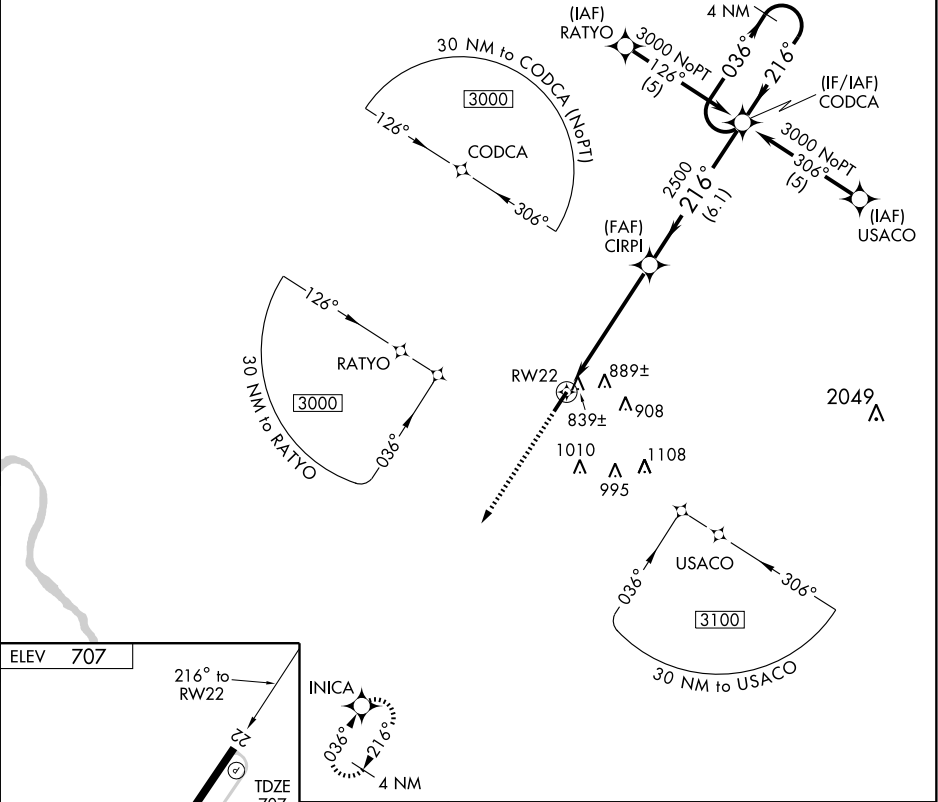 (IAF)
RATYO
3000 NoPT
126°
(5)
4 NM
036°
216°
(IF/IAF)
CODCA
3000 NoPT
306°
(5)
(IAF)
USACO
30 NM to CODCA (NoPT)
3000
126°
CODCA
306°
2500
216°
(6.1)
(FAF)
CIRPI
126°
RATYO
30 NM to RATYO
3000
036°
RW22
889±
839±
908
2049
1010
1108
995
USACO
036°
306°
3100
30 NM to USACO
ELEV 707
216° to
RW22
22
P
TDZE
707
INICA
036°
216°
4 NM